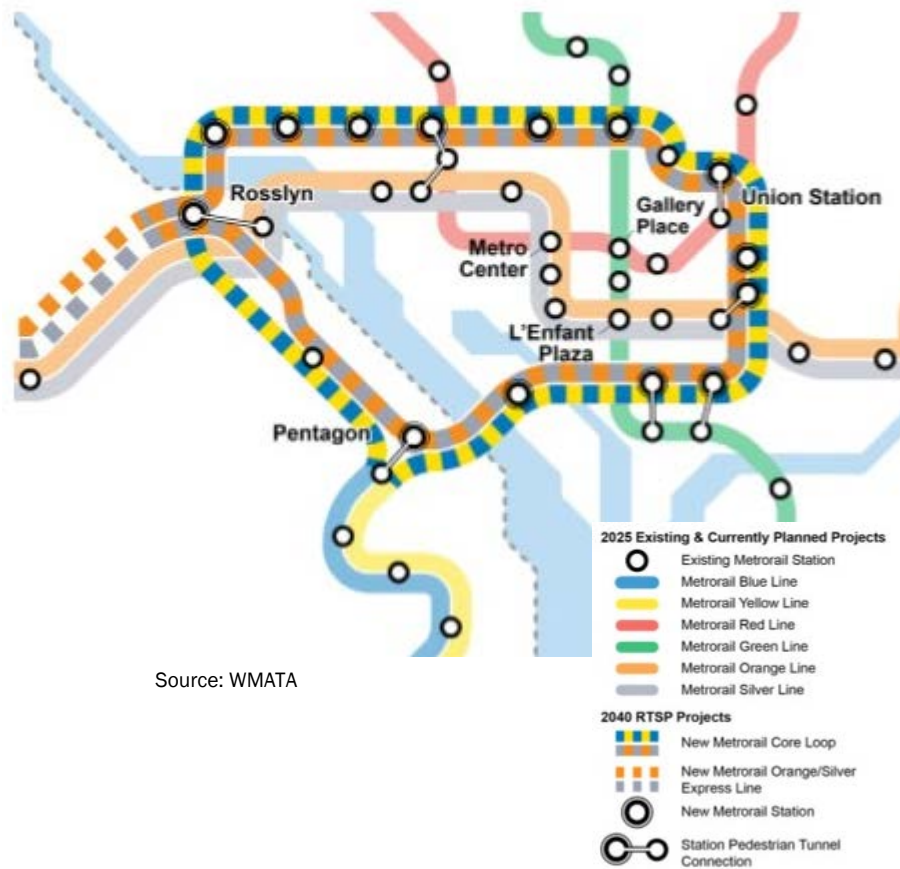 Rosslyn
Union Station
Gallery
Place
Metro
Center
L'Enfant
Plaza
Pentagon
Source: WMATA
2025 Existing & Currently Planned Projects
Existing Metrorail Station
Metrorail Blue Line
Metrorail Yellow Line
Metrorail Red Line
Metrorail Green Line
Metrorail Orange Line
Metrorail Silver Line
2040 RTSP Projects
New Metrorail Core Loop
New Metrorail Orange/Silver
Express Line
New Metrorail Station
Station Pedestrian Tunnel
Connection